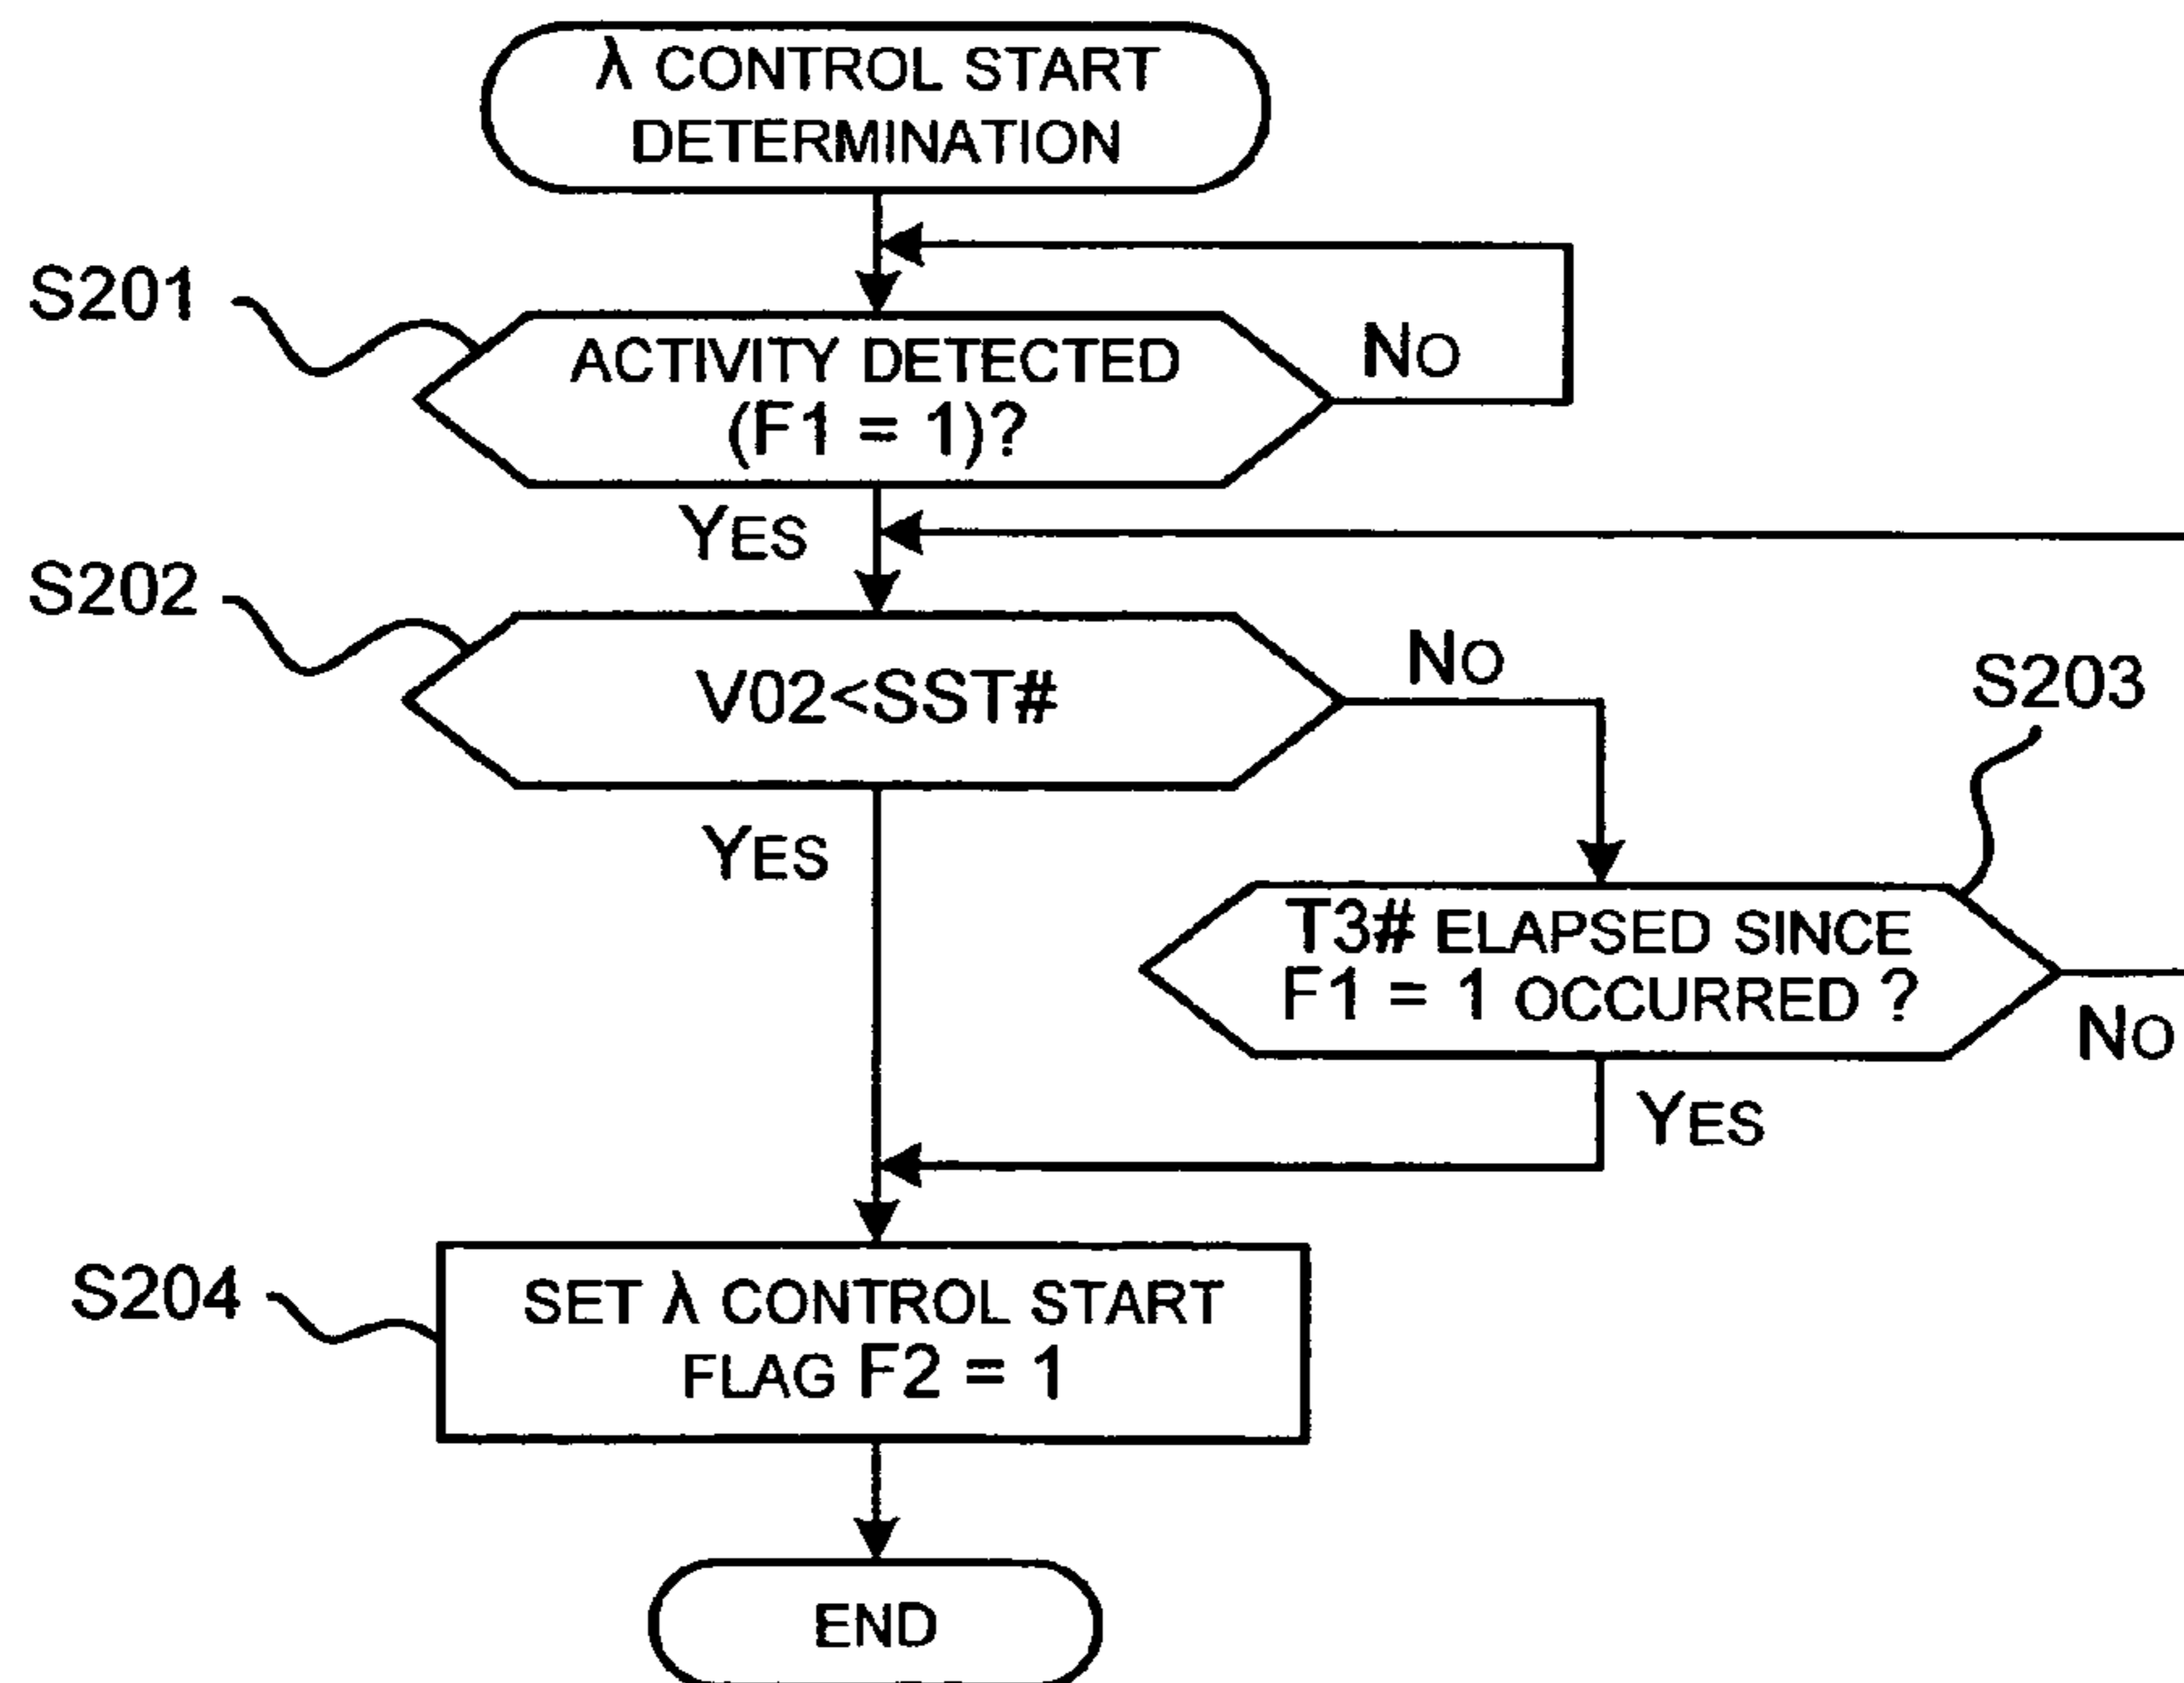 λ CONTROL START
DETERMINATION
S201
ACTIVITY DETECTED
(F1 = 1)?
NO
YES
S202
V02<SST#
NO
S203
YES
T3# ELAPSED SINCE
F1 = 1 OCCURRED ?
NO
YES
S204
SET λ CONTROL START
FLAG F2 = 1
END